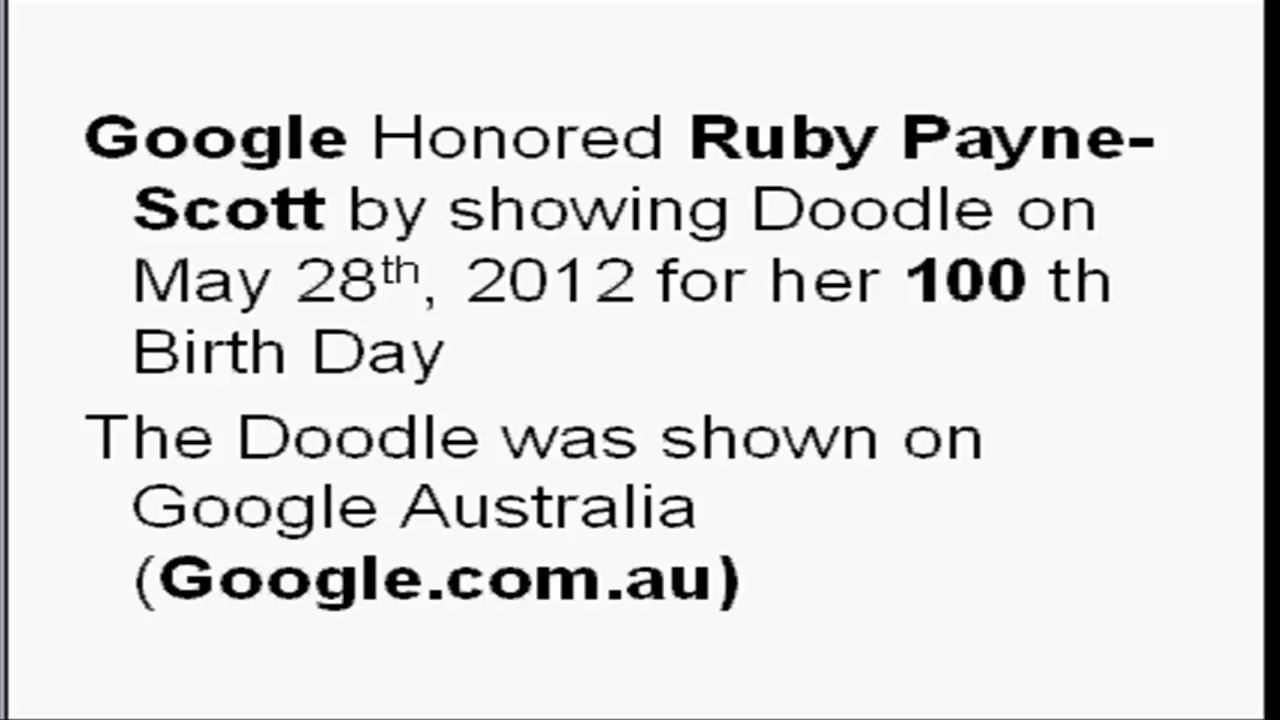 Google Honored Ruby Payne-
Scott by showing Doodle on
May 28th, 2012 for her 100 th
Birth Day
The Doodle was shown on
Google Australia
(Google.com.au)